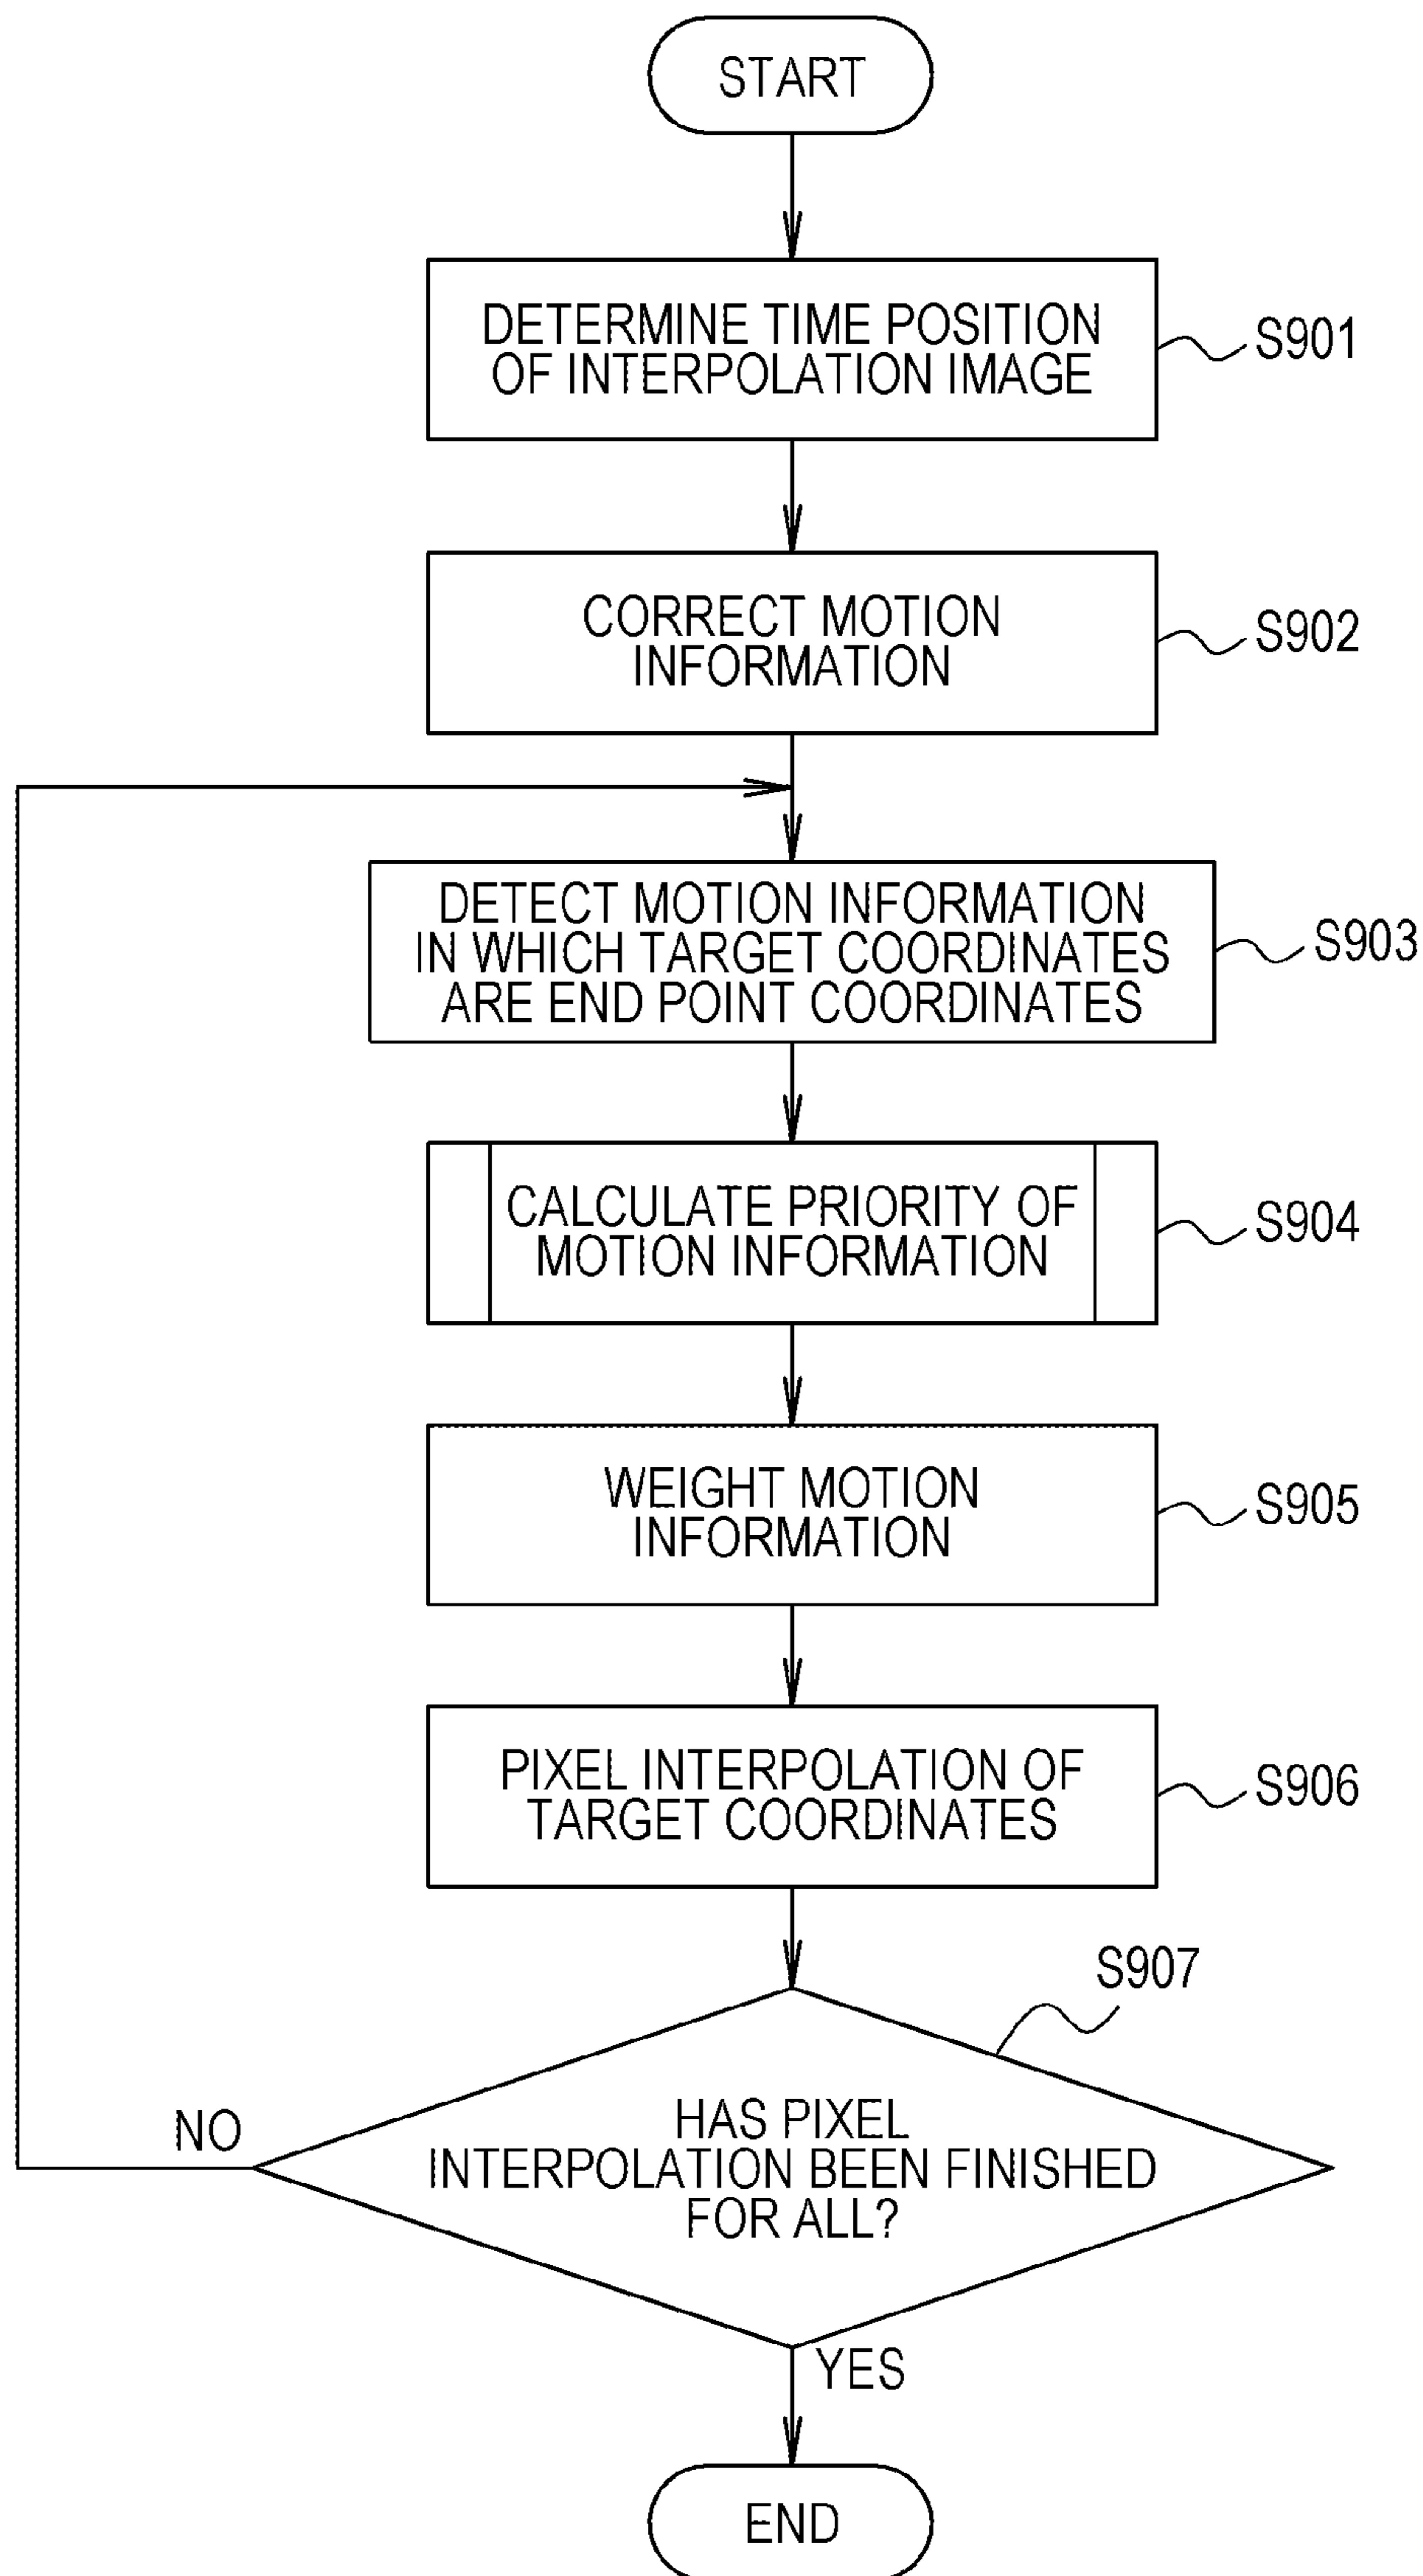 START
DETERMINE TIME POSITION
OF INTERPOLATION IMAGE
S901
CORRECT MOTION
INFORMATION
S902
DETECT MOTION INFORMATION
IN WHICH TARGET COORDINATES
ARE END POINT COORDINATES
S903
CALCULATE PRIORITY OF
MOTION INFORMATION
S904
WEIGHT MOTION
INFORMATION
S905
PIXEL INTERPOLATION OF
TARGET COORDINATES
S906
S907
HAS PIXEL
INTERPOLATION BEEN FINISHED
FOR ALL?
NO
YES
END